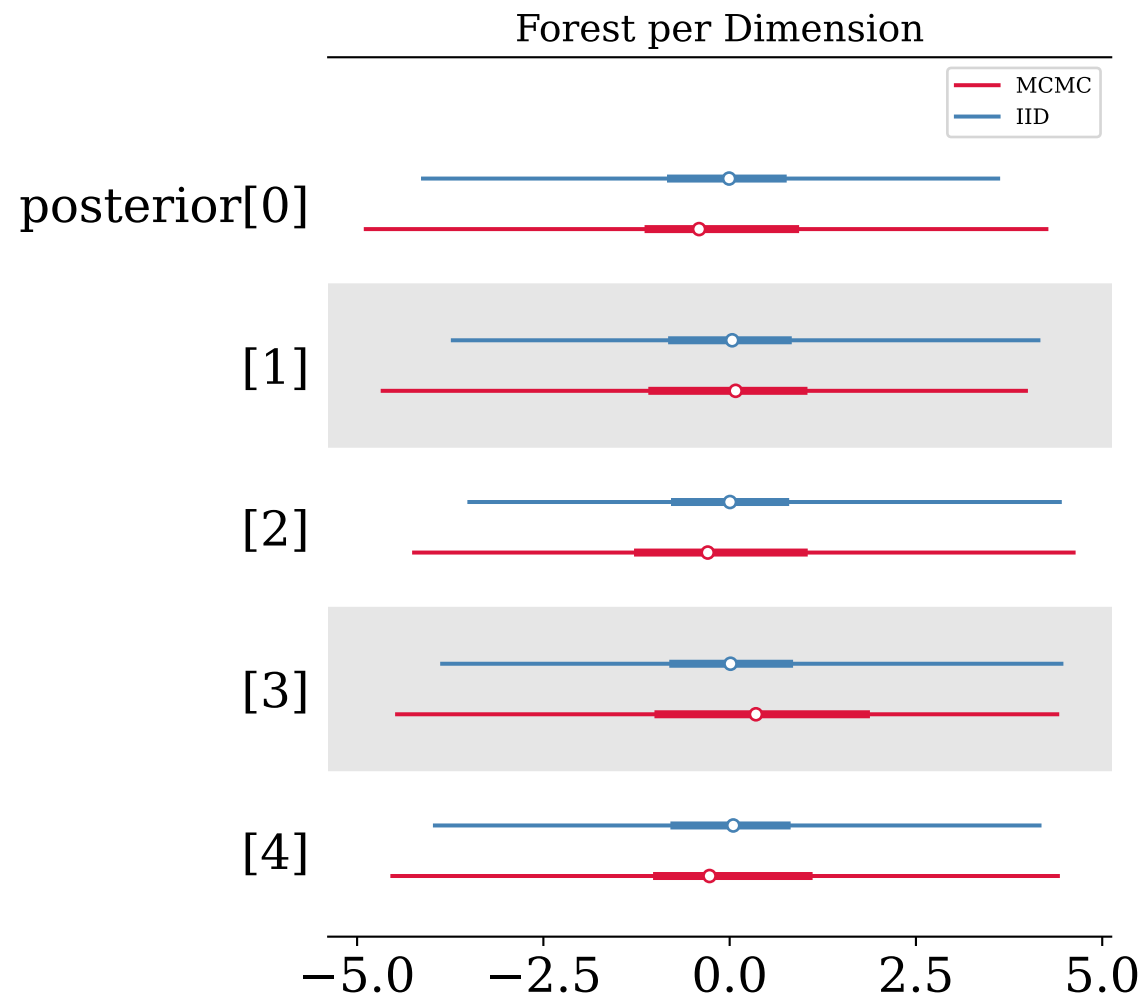 Forest per Dimension
MCMC
IID
posterior[0]
[1]
[2]
[3]
[4]
−5.0 −2.5 0.0 2.5 5.0